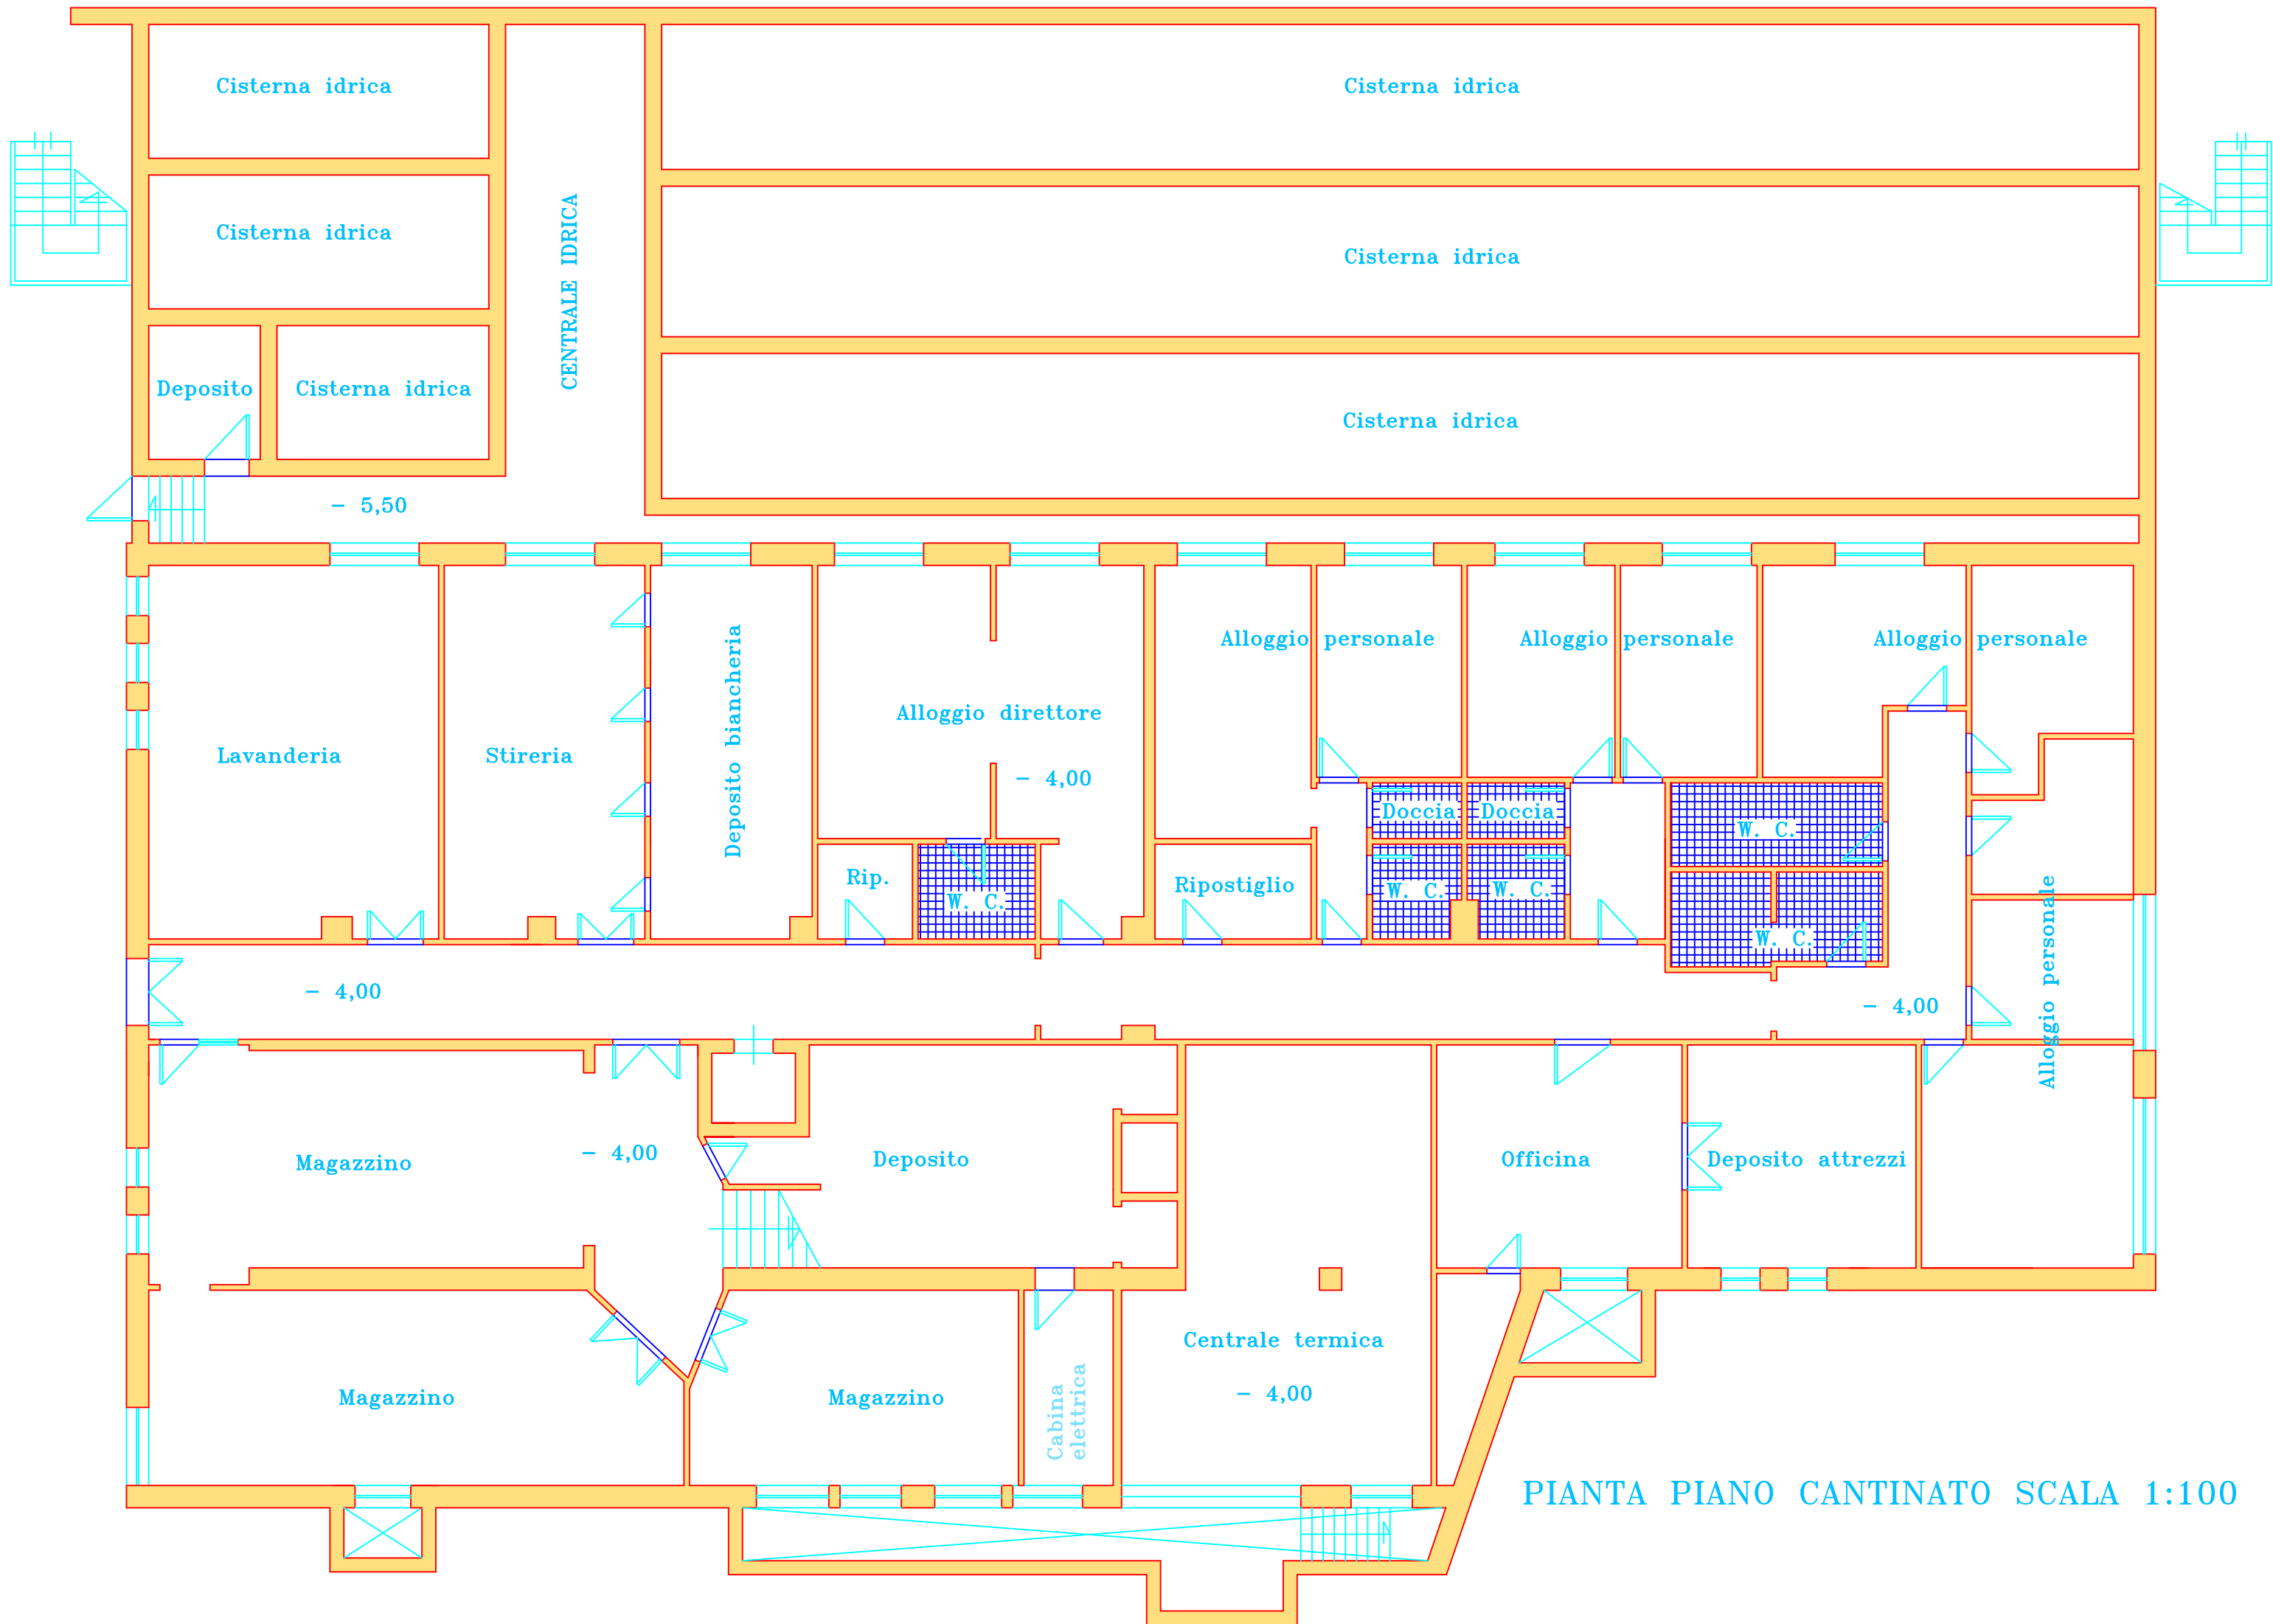 Cisterna idrica
Cisterna idrica
Cisterna idrica
Cisterna idrica
CENTRALE IDRICA
Deposito
Cisterna idrica
Cisterna idrica
- 5,50
Alloggio personale
Alloggio personale
Alloggio personale
Deposito biancheria
Alloggio direttore
Lavanderia
Stireria
- 4,00
Doccia
Doccia
W. C.
Rip.
W. C.
Ripostiglio
W. C.
W. C.
W. C.
Alloggio personale
- 4,00
- 4,00
Magazzino
- 4,00
Deposito
Officina
Deposito attrezzi
Centrale termica
- 4,00
Magazzino
Magazzino
Cabina
elettrica
PIANTA PIANO CANTINATO SCALA 1:100